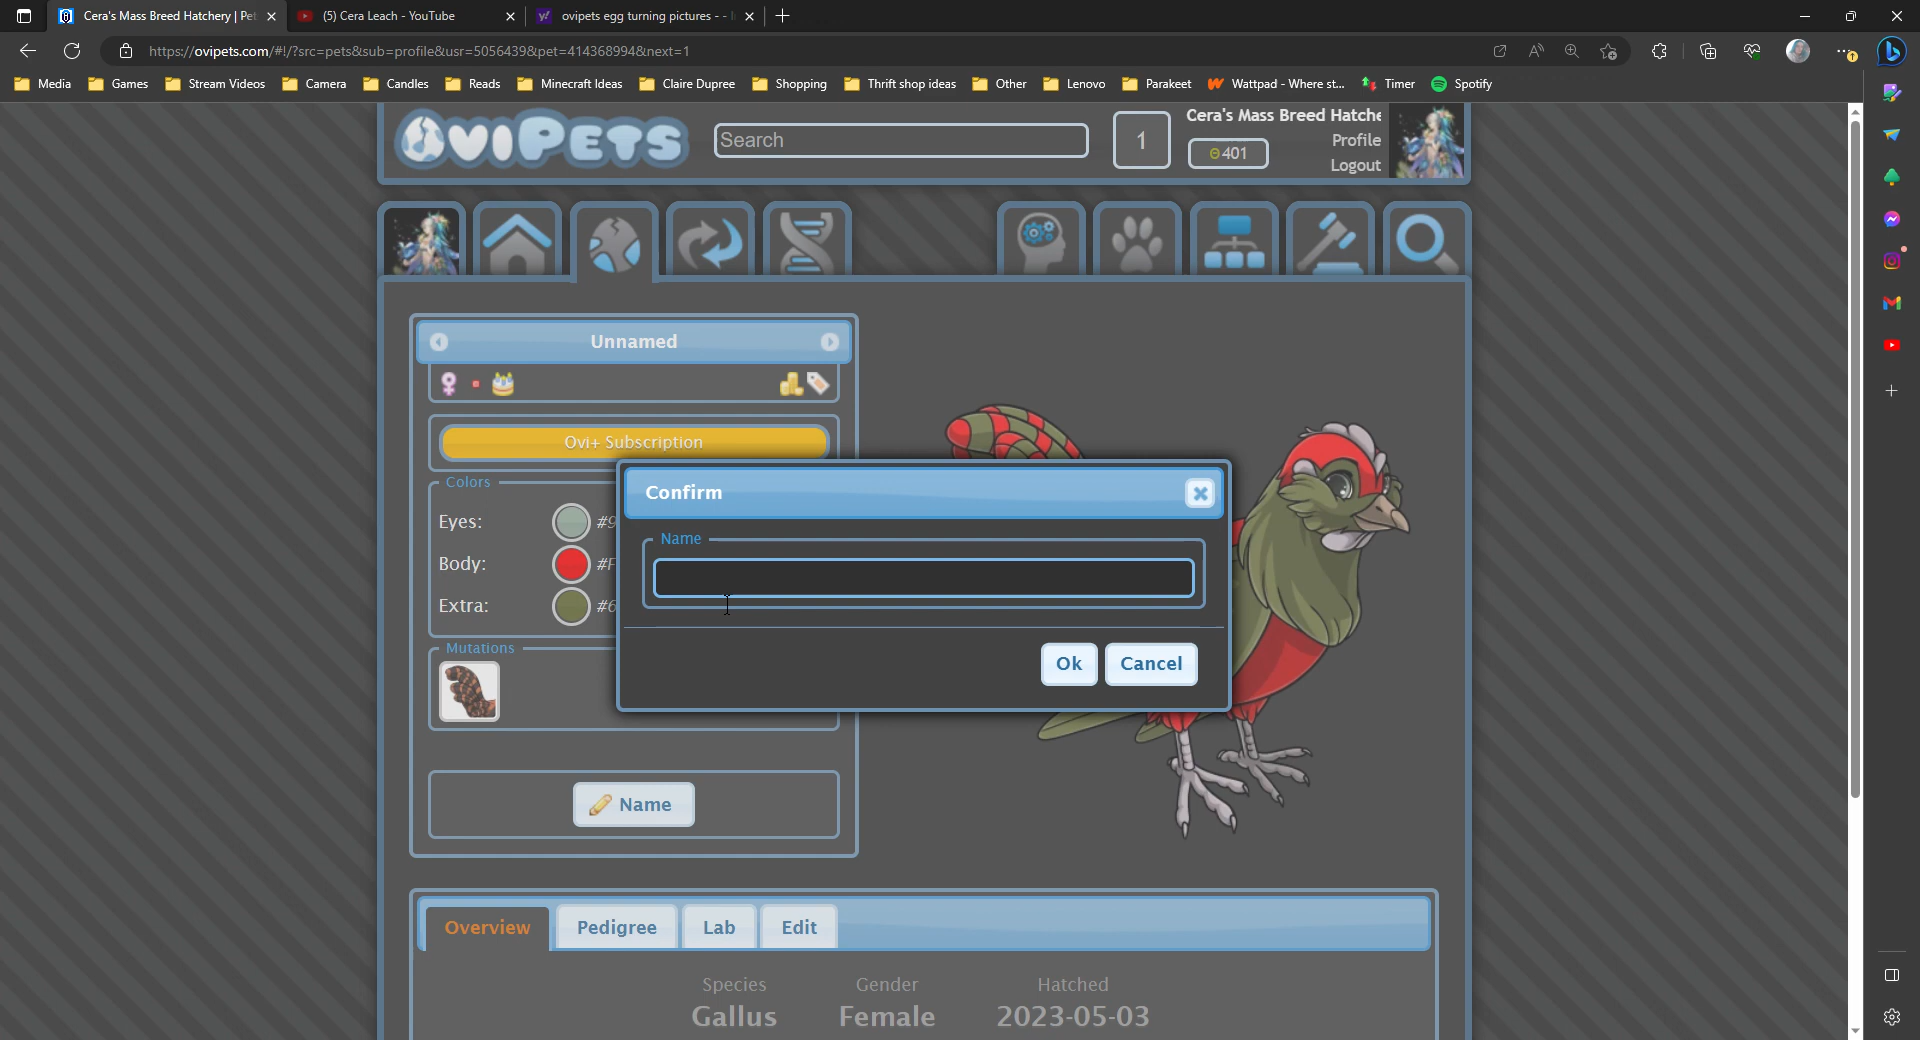 Cera's Mass Breed Hatchery | Pet
(5) Cera Leach - YouTube
ovipets egg turning pictures - -
https://ovipets.com/#!/?src=pets&sub=profile&usr=5056439&pet=414368994&next=1
Media
Games
Stream Videos
Camera
Candles
Reads
Minecraft Ideas
Claire Dupree
Shopping
Thrift shop ideas
Other
Lenovo
Parakeet
Wattpad - Where st...
Timer
Spotify
OviPets
Search
1
Cera's Mass Breed Hatche
401
Profile
Logout
Unnamed
Ovi+ Subscription
Colors
Eyes:
#9
Body:
#F
Extra:
#6
Mutations
Confirm
Name
Ok
Cancel
Name
Overview
Pedigree
Lab
Edit
Species
Gender
Hatched
Gallus
Female
2023-05-03